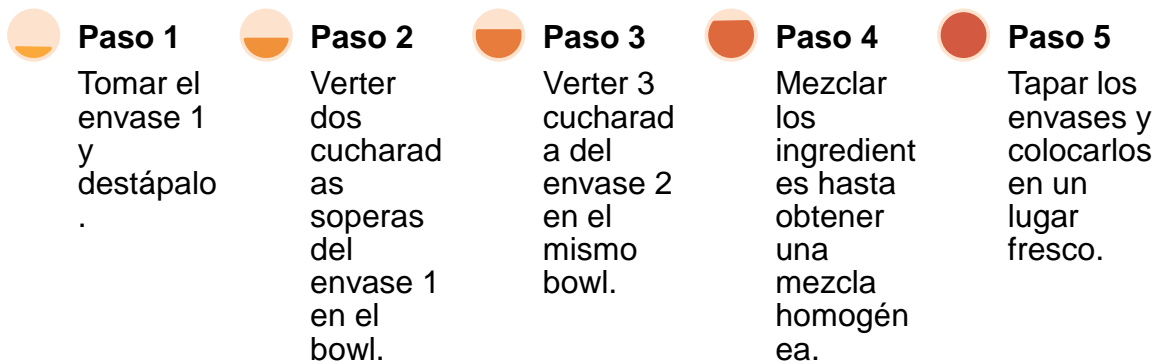 Paso 1
Tomar el
envase 1
y
destápalo
.
Paso 2
Verter
dos
cucharad
as
soperas
del
envase 1
en el
bowl.
Paso 3
Verter 3
cucharad
a del
envase 2
en el
mismo
bowl.
Paso 4
Mezclar
los
ingredient
es hasta
obtener
una
mezcla
homogén
ea.
Paso 5
Tapar los
envases y
colocarlos
en un
lugar
fresco.